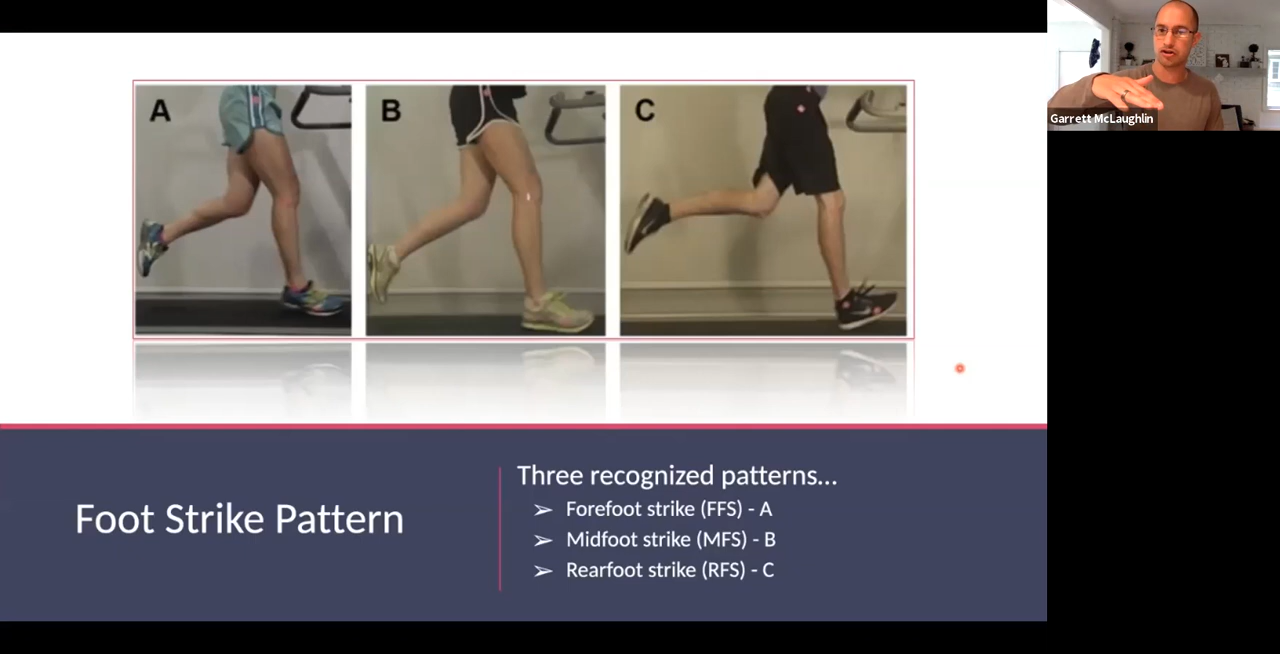 A
B
C
Garrett McLaughlin
Foot Strike Pattern
Three recognized patterns...
➢ Forefoot strike (FFS) - A
➢ Midfoot strike (MFS) - B
➢ Rearfoot strike (RFS) - C